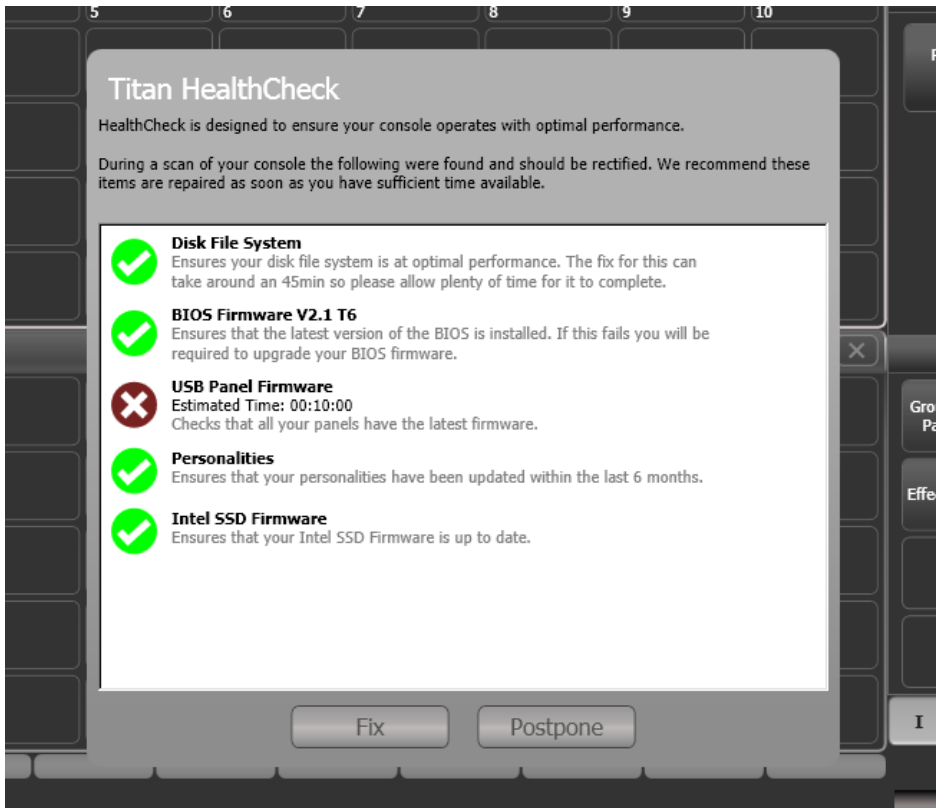 5 6 7 8 9 10
Titan HealthCheck
HealthCheck is designed to ensure your console operates with optimal performance.
During a scan of your console the following were found and should be rectified. We recommend these
items are repaired as soon as you have sufficient time available.
Disk File System
Ensures your disk file system is at optimal performance. The fix for this can
take around an 45min so please allow plenty of time for it to complete.
BIOS Firmware V2.1 T6
Ensures that the latest version of the BIOS is installed. If this fails you will be
required to upgrade your BIOS firmware.
USB Panel Firmware
Estimated Time: 00:10:00
Checks that all your panels have the latest firmware.
Personalities
Ensures that your personalities have been updated within the last 6 months.
Intel SSD Firmware
Ensures that your Intel SSD Firmware is up to date.
Fix
Postpone
I